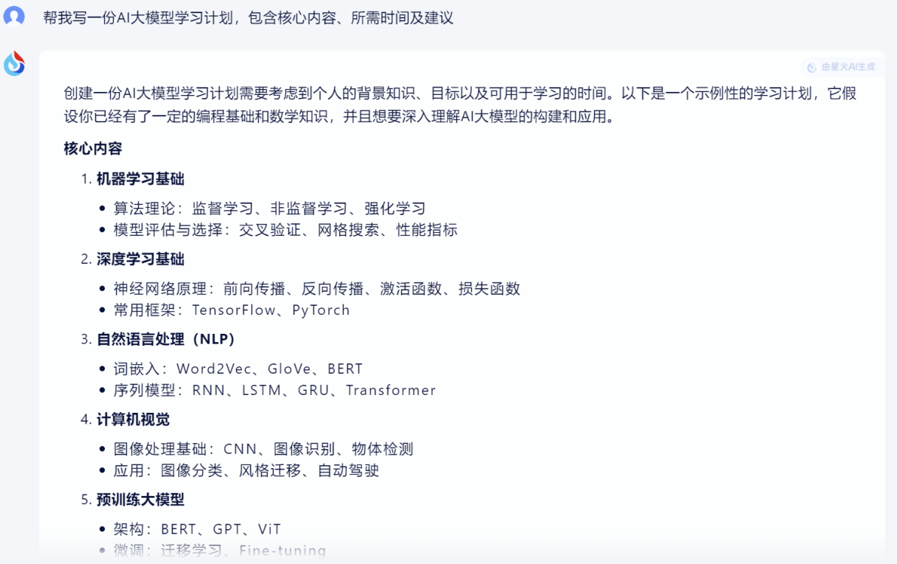 帮我写一份AI大模型学习计划，包含核心内容、所需时间及建议
由星火AI生成
创建一份AI大模型学习计划需要考虑到个人的背景知识、目标以及可用于学习的时间。以下是一个示例性的学习计划，它假
设你已经有了一定的编程基础和数学知识，并且想要深入理解AI大模型的构建和应用。
核心内容
1. 机器学习基础
• 算法理论：监督学习、非监督学习、强化学习
• 模型评估与选择：交叉验证、网格搜索、性能指标
2. 深度学习基础
• 神经网络原理：前向传播、反向传播、激活函数、损失函数
• 常用框架：TensorFlow、PyTorch
3. 自然语言处理（NLP）
• 词嵌入：Word2Vec、GloVe、BERT
• 序列模型：RNN、LSTM、GRU、Transformer
4. 计算机视觉
• 图像处理基础：CNN、图像识别、物体检测
• 应用：图像分类、风格迁移、自动驾驶
5. 预训练大模型
• 架构：BERT、GPT、ViT
• 微调：迁移学习、Fine-tuning